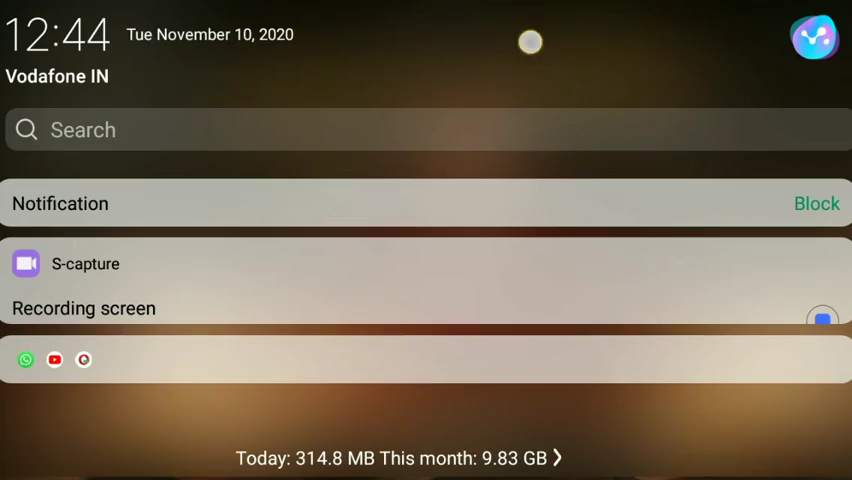 12:44 Tue November 10, 2020
Vodafone IN
Search
Notification Block
S-capture
Recording screen
Today: 314.8 MB This month: 9.83 GB